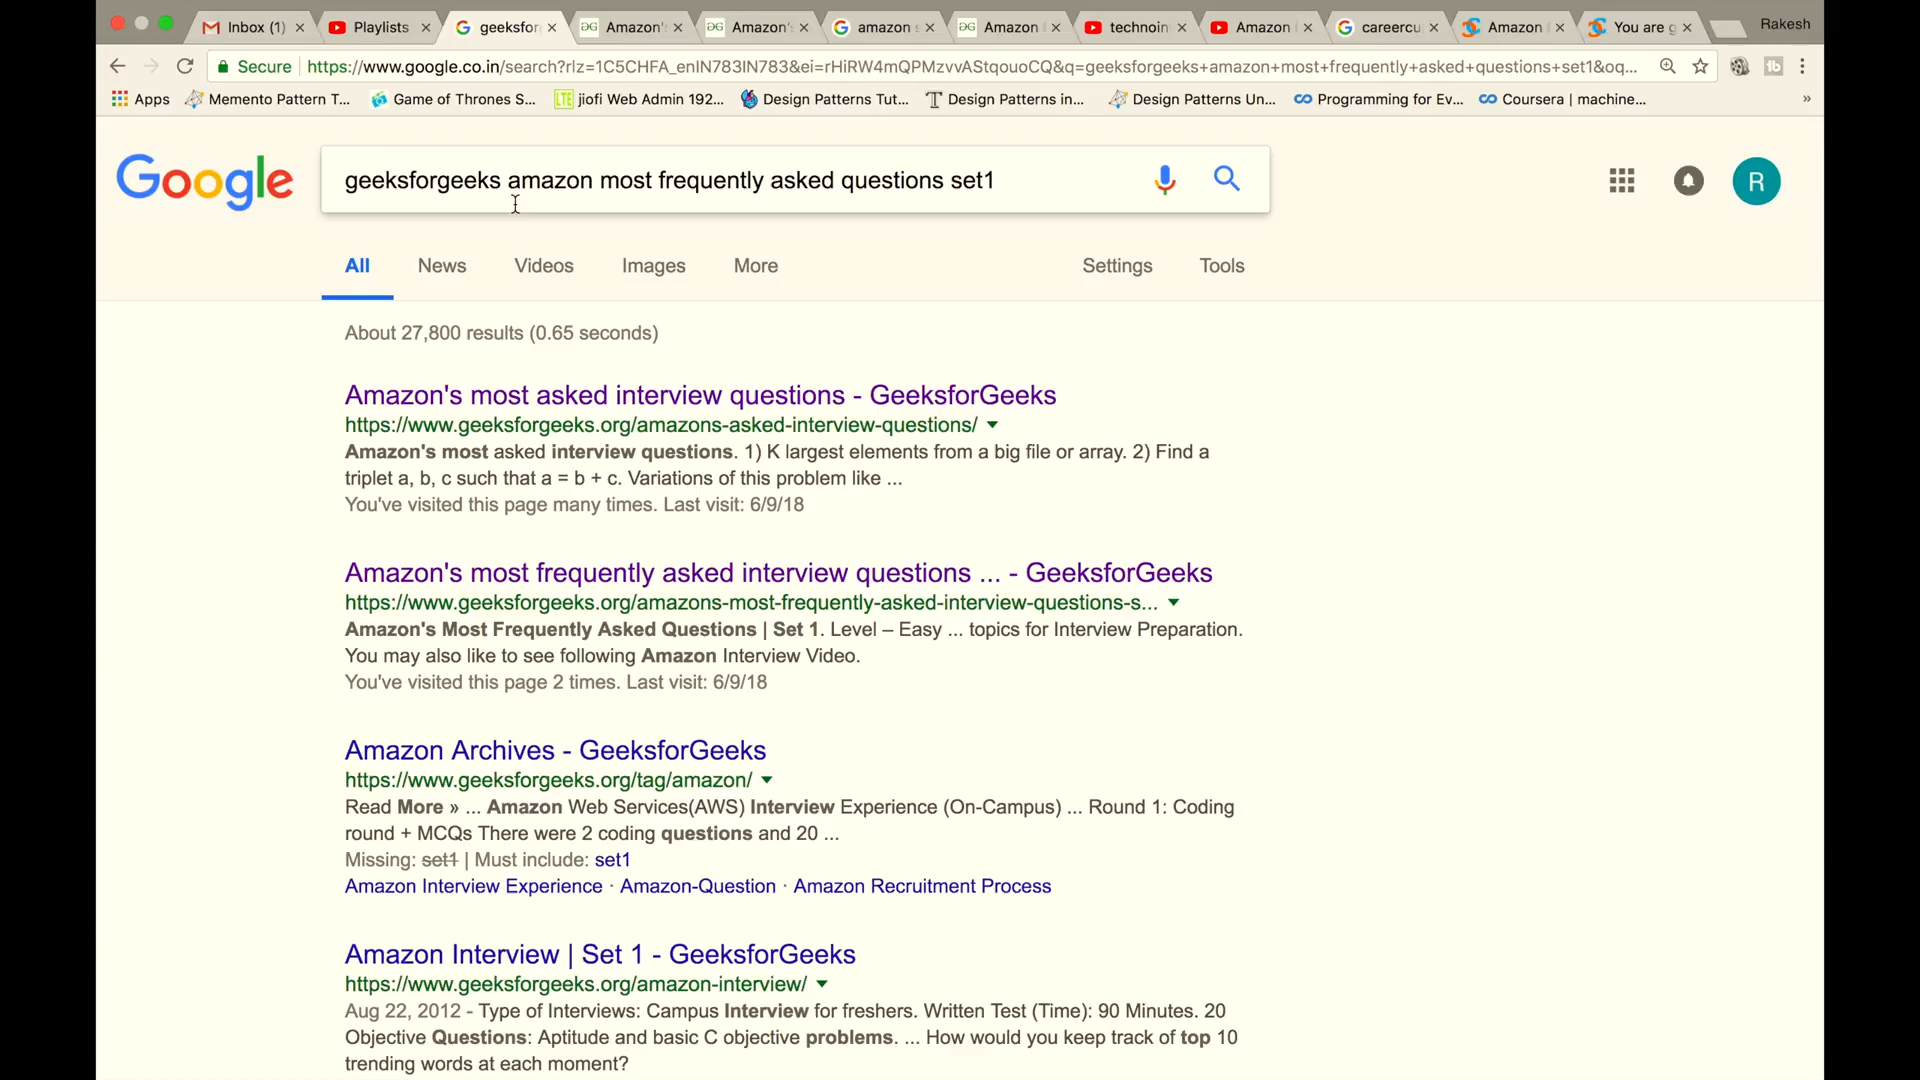 Inbox (1) Playlists geeksfor Amazon' Amazon' amazon s Amazon technoin Amazon careercu Amazon You are g Rakesh
Secure https://www.google.co.in/search?rlz=1C5CHFA_enIN783IN783&ei=rHiRW4mQPMzvvAStqouoCQ&q=geeksforgeeks+amazon+most+frequently+asked+questions+set1&oq...
Apps Memento Pattern T... Game of Thrones S... LTE jiofi Web Admin 192... Design Patterns Tut... Design Patterns in... Design Patterns Un... Programming for Ev... Coursera | machine... »
Google geeksforgeeks amazon most frequently asked questions set1 R
All News Videos Images More Settings Tools
About 27,800 results (0.65 seconds)
Amazon's most asked interview questions - GeeksforGeeks
https://www.geeksforgeeks.org/amazons-asked-interview-questions/
Amazon's most asked interview questions. 1) K largest elements from a big file or array. 2) Find a
triplet a, b, c such that a = b + c. Variations of this problem like ...
You've visited this page many times. Last visit: 6/9/18
Amazon's most frequently asked interview questions ... - GeeksforGeeks
https://www.geeksforgeeks.org/amazons-most-frequently-asked-interview-questions-s...
Amazon's Most Frequently Asked Questions | Set 1. Level – Easy ... topics for Interview Preparation.
You may also like to see following Amazon Interview Video.
You've visited this page 2 times. Last visit: 6/9/18
Amazon Archives - GeeksforGeeks
https://www.geeksforgeeks.org/tag/amazon/
Read More » ... Amazon Web Services(AWS) Interview Experience (On-Campus) ... Round 1: Coding
round + MCQs There were 2 coding questions and 20 ...
Missing: set1 | Must include: set1
Amazon Interview Experience · Amazon-Question · Amazon Recruitment Process
Amazon Interview | Set 1 - GeeksforGeeks
https://www.geeksforgeeks.org/amazon-interview/
Aug 22, 2012 - Type of Interviews: Campus Interview for freshers. Written Test (Time): 90 Minutes. 20
Objective Questions: Aptitude and basic C objective problems. ... How would you keep track of top 10
trending words at each moment?